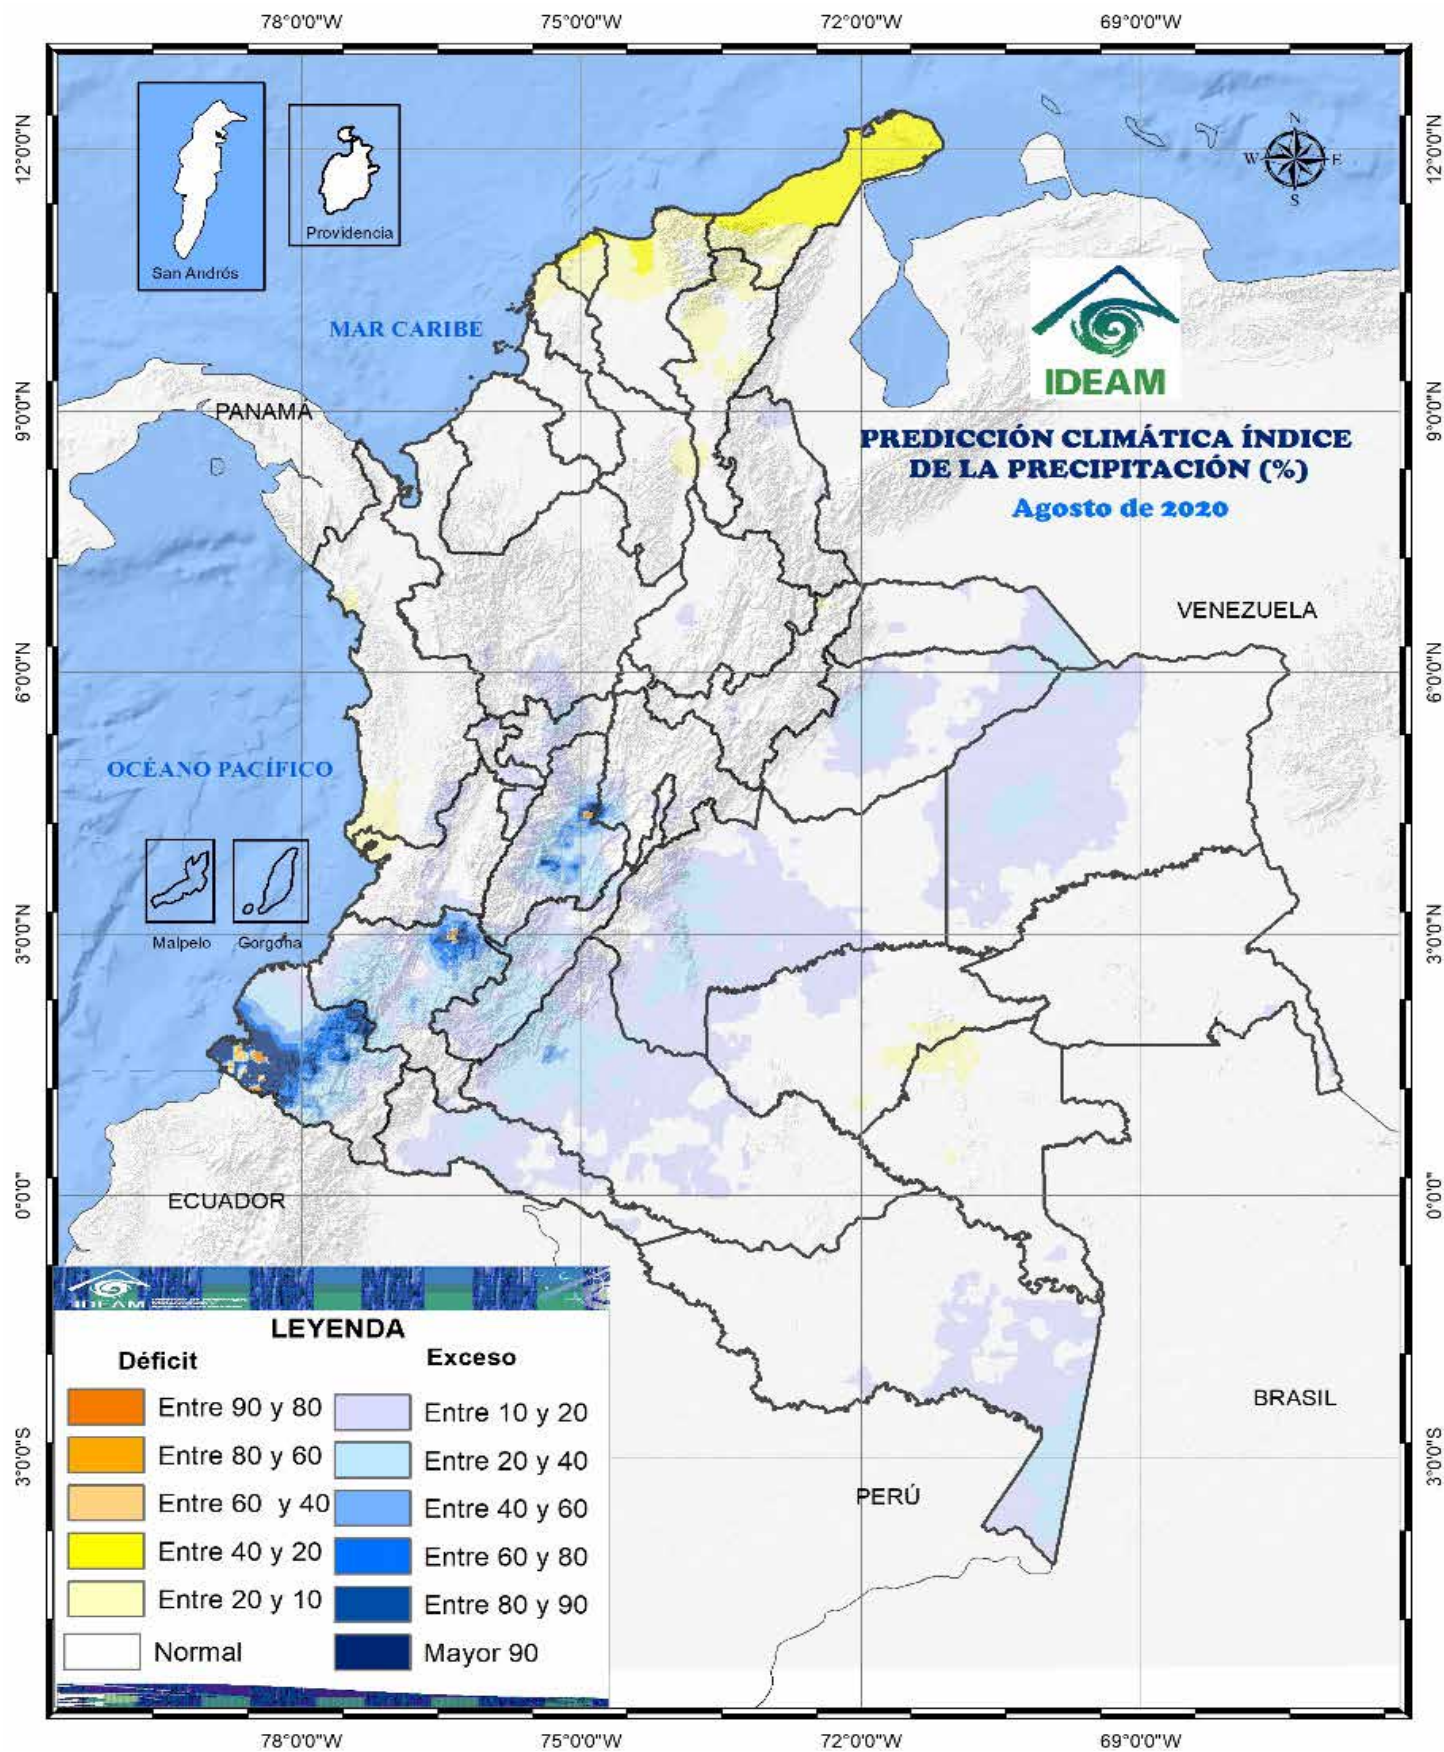 78°0'0"W
75°0'0"W
72°0'0"W
69°0'0"W
12°0'0"N
12°0'0"N
N
W
E
S
Providencia
San Andrés
MAR CARIBE
IDEAM
PANAMA
9°0'0"N
9°0'0"N
PREDICCIÓN CLIMÁTICA ÍNDICE
DE LA PRECIPITACIÓN (%)
Agosto de 2020
VENEZUELA
6°0'0"N
6°0'0"N
OCÉANO PACÍFICO
Malpelo
Gorgona
3°0'0"N
3°0'0"N
ECUADOR
0°0'0"
0°0'0"
IDEAM
LEYENDA
Déficit
Exceso
Entre 90 y 80
Entre 10 y 20
Entre 80 y 60
Entre 20 y 40
Entre 60 y 40
Entre 40 y 60
Entre 40 y 20
Entre 60 y 80
Entre 20 y 10
Entre 80 y 90
Normal
Mayor 90
BRASIL
PERÚ
3°0'0"S
3°0'0"S
78°0'0"W
75°0'0"W
72°0'0"W
69°0'0"W